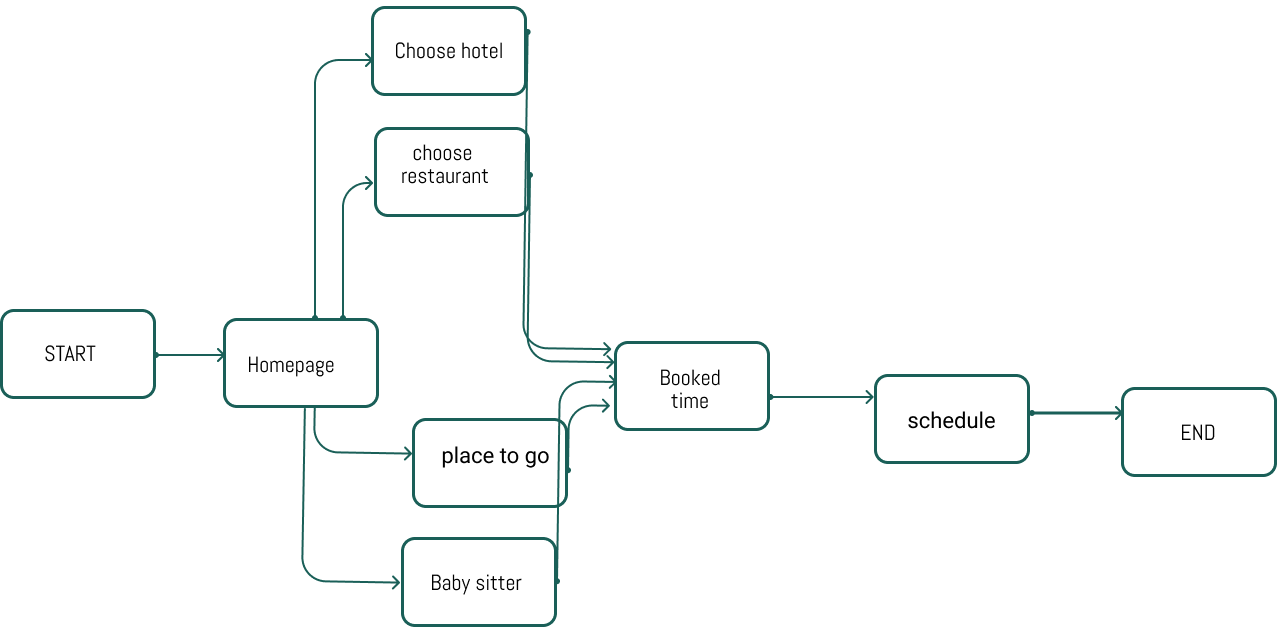 Choose hotel
choose
restaurant
START
Homepage
Booked
time
schedule
END
place to go
Baby sitter